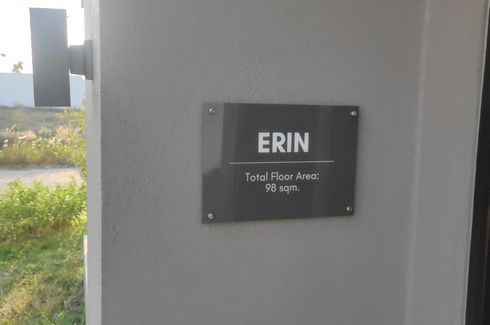 ERIN
Total Floor Area:
98 sqm.